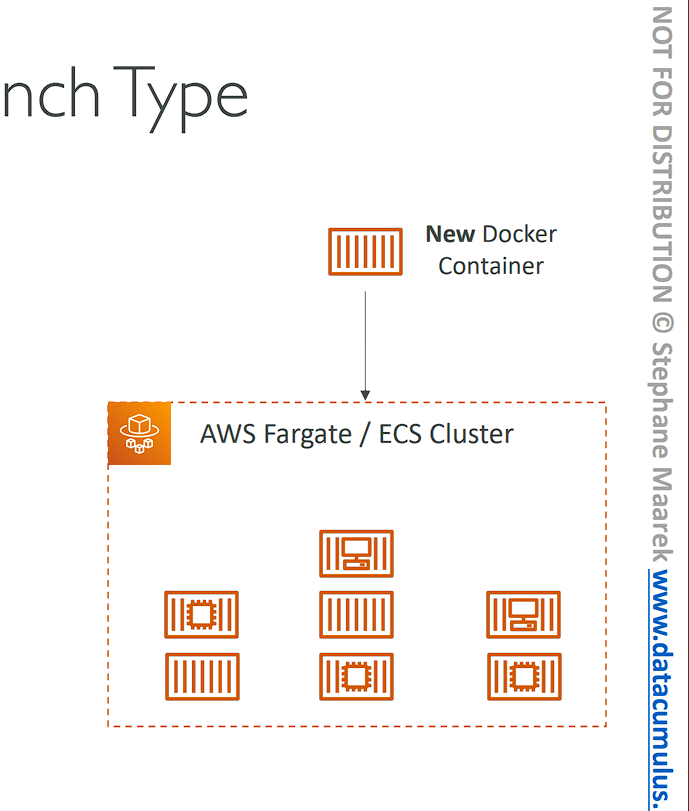 nch Type
New Docker
Container
AWS Fargate / ECS Cluster
NOT FOR DISTRIBUTION © Stephane Maarek www.datacumulus.